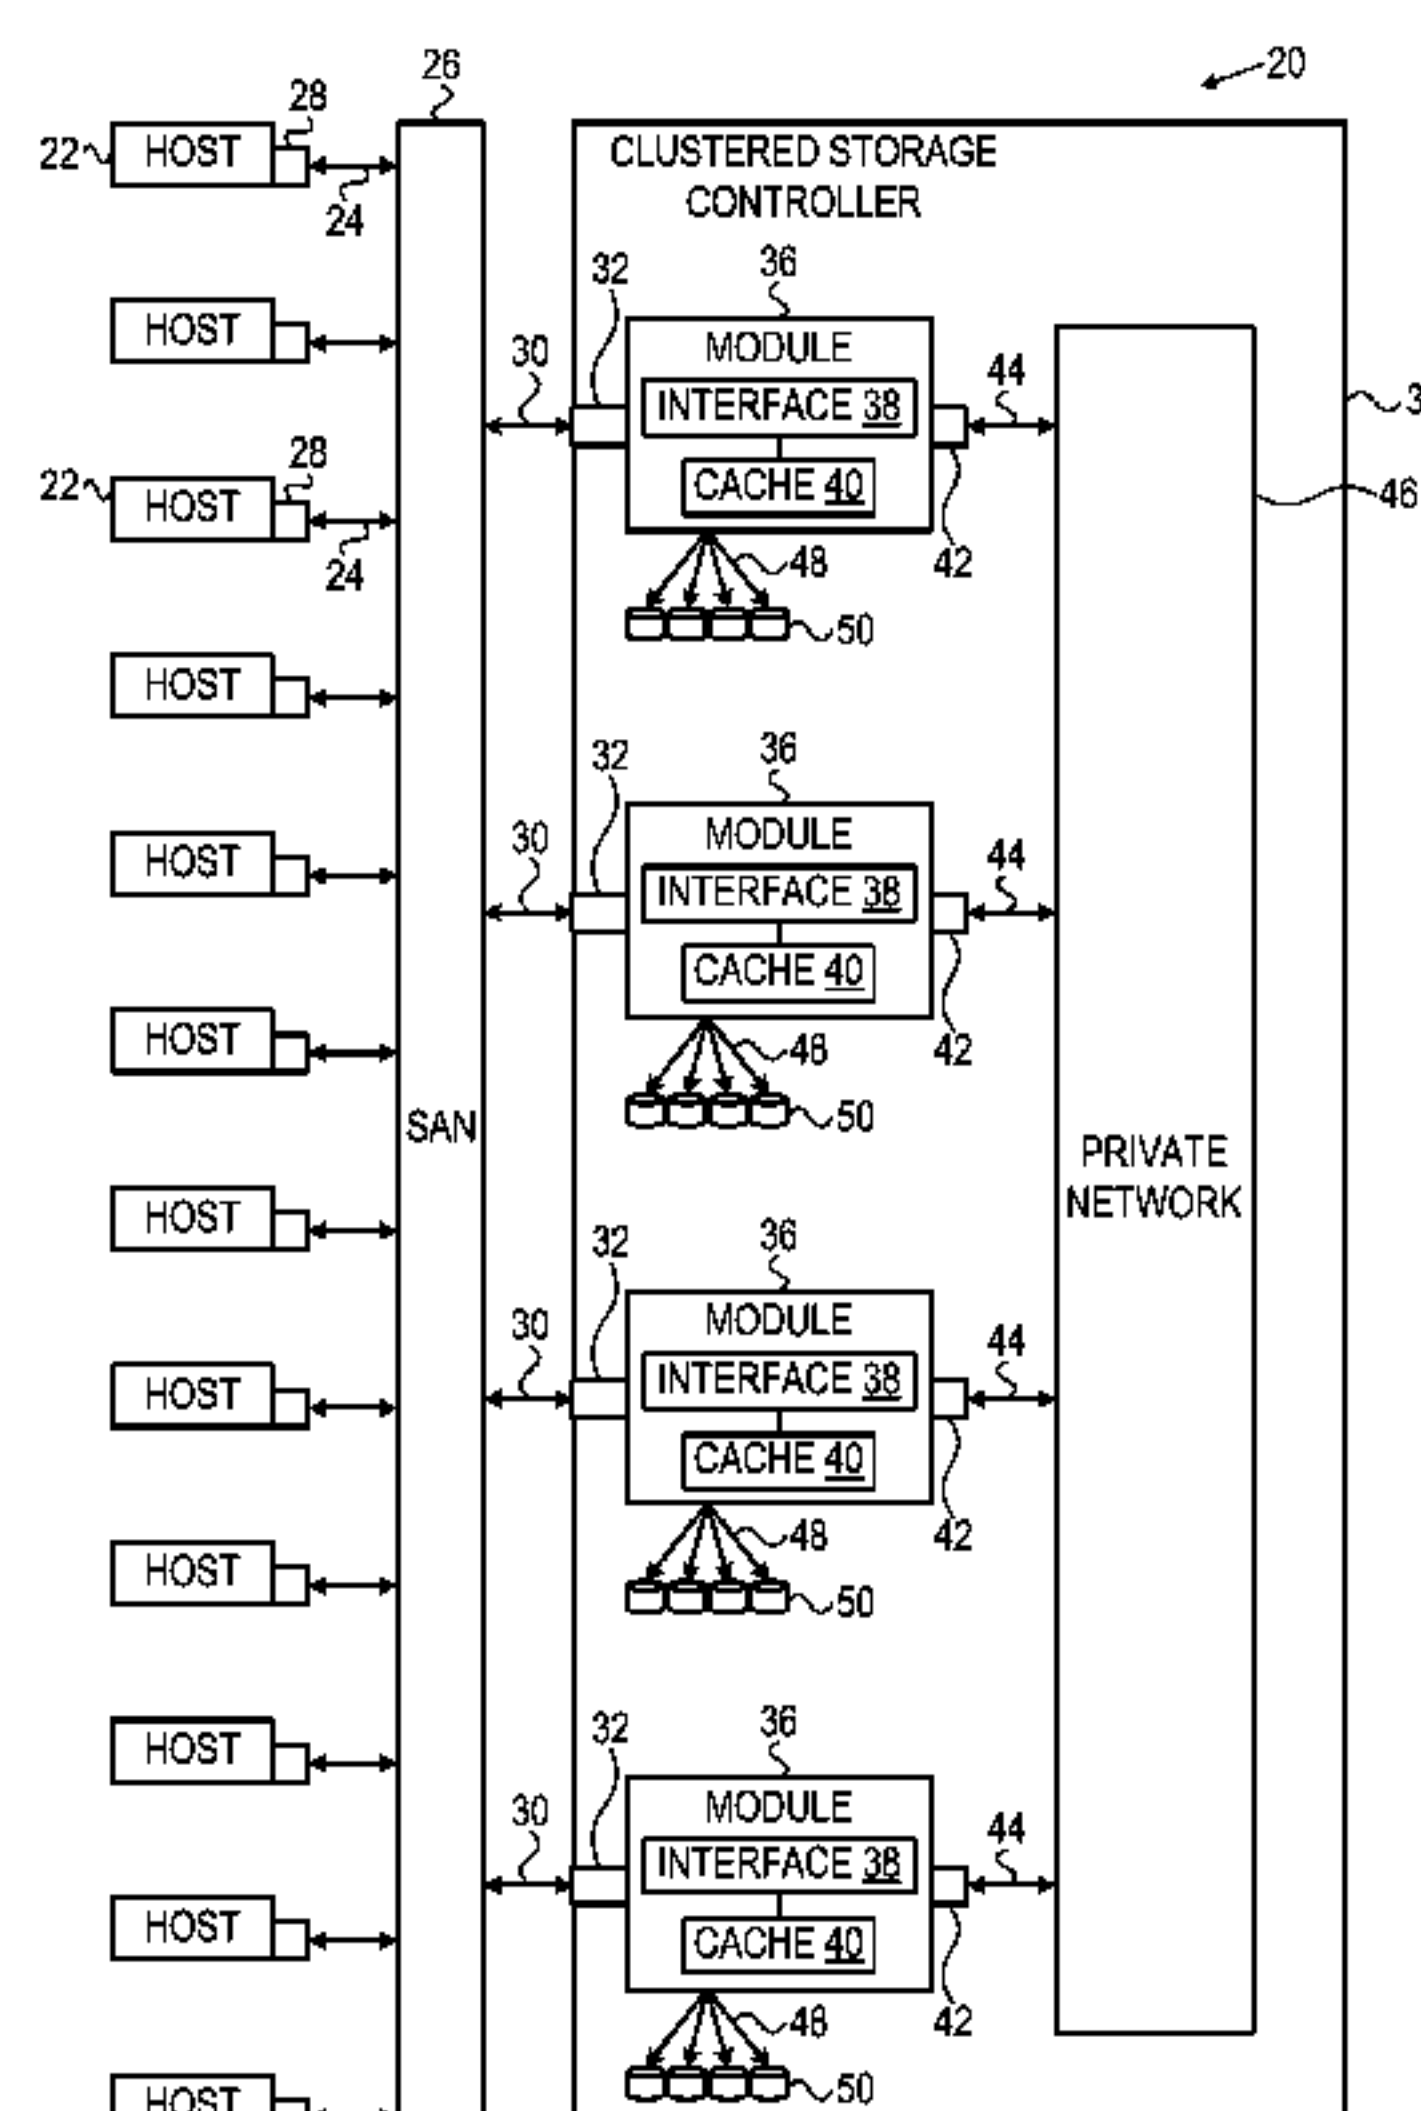 20
26
28
22 HOST
24
CLUSTERED STORAGE
CONTROLLER
HOST
32
36
MODULE
30
INTERFACE 38
44
3
28
22 HOST
CACHE 40
46
24
48
42
50
HOST
32
36
MODULE
30
44
HOST
INTERFACE 38
CACHE 40
HOST
48
42
50
SAN
PRIVATE
NETWORK
HOST
32
36
MODULE
30
44
HOST
INTERFACE 38
CACHE 40
48
42
HOST
50
32
36
HOST
MODULE
30
44
INTERFACE 38
HOST
CACHE 40
48
42
50
HOST